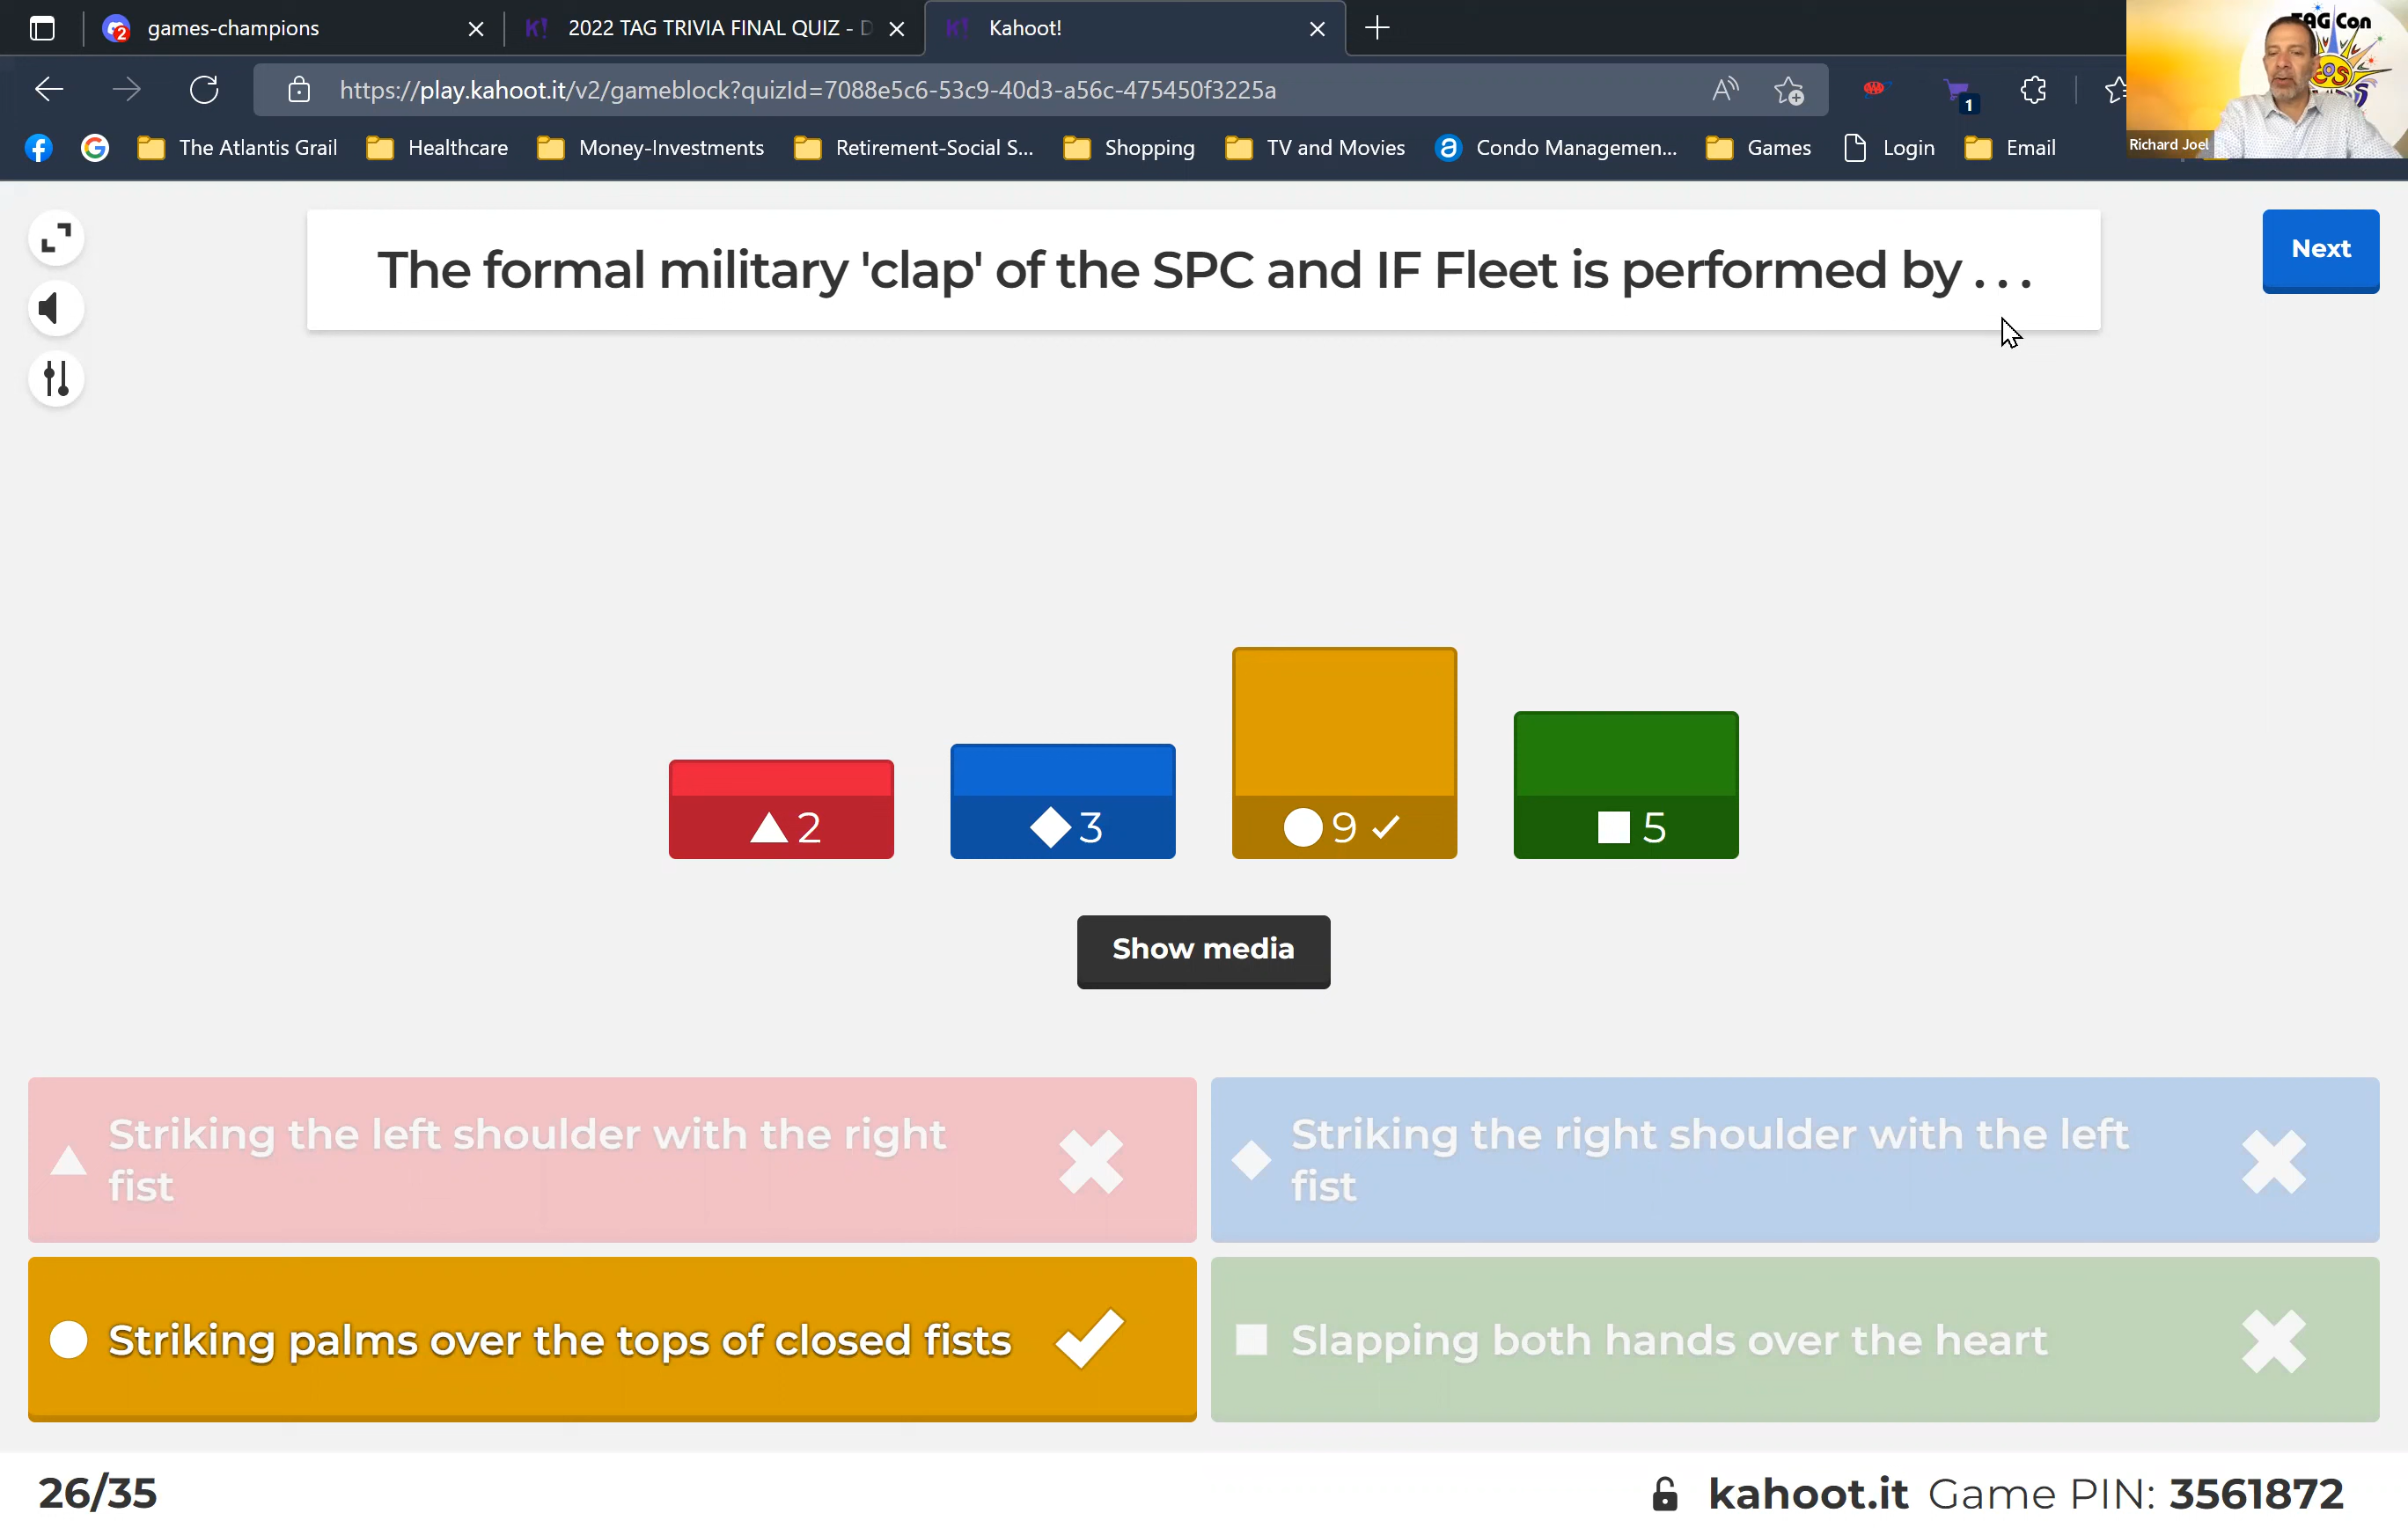 games-champions
2022 TAG TRIVIA FINAL QUIZ - D
Kahoot!
TAG Con
https://play.kahoot.it/v2/gameblock?quizId=7088e5c6-53c9-40d3-a56c-475450f3225a
1
The Atlantis Grail
Healthcare
Money-Investments
Retirement-Social S...
Shopping
TV and Movies
Condo Managemen...
Games
Login
Email
Richard Joel
The formal military 'clap' of the SPC and IF Fleet is performed by . . .
Next
2
3
9
5
Show media
Striking the left shoulder with the right
fist
Striking the right shoulder with the left
fist
Striking palms over the tops of closed fists
Slapping both hands over the heart
26/35
kahoot.it Game PIN: 3561872